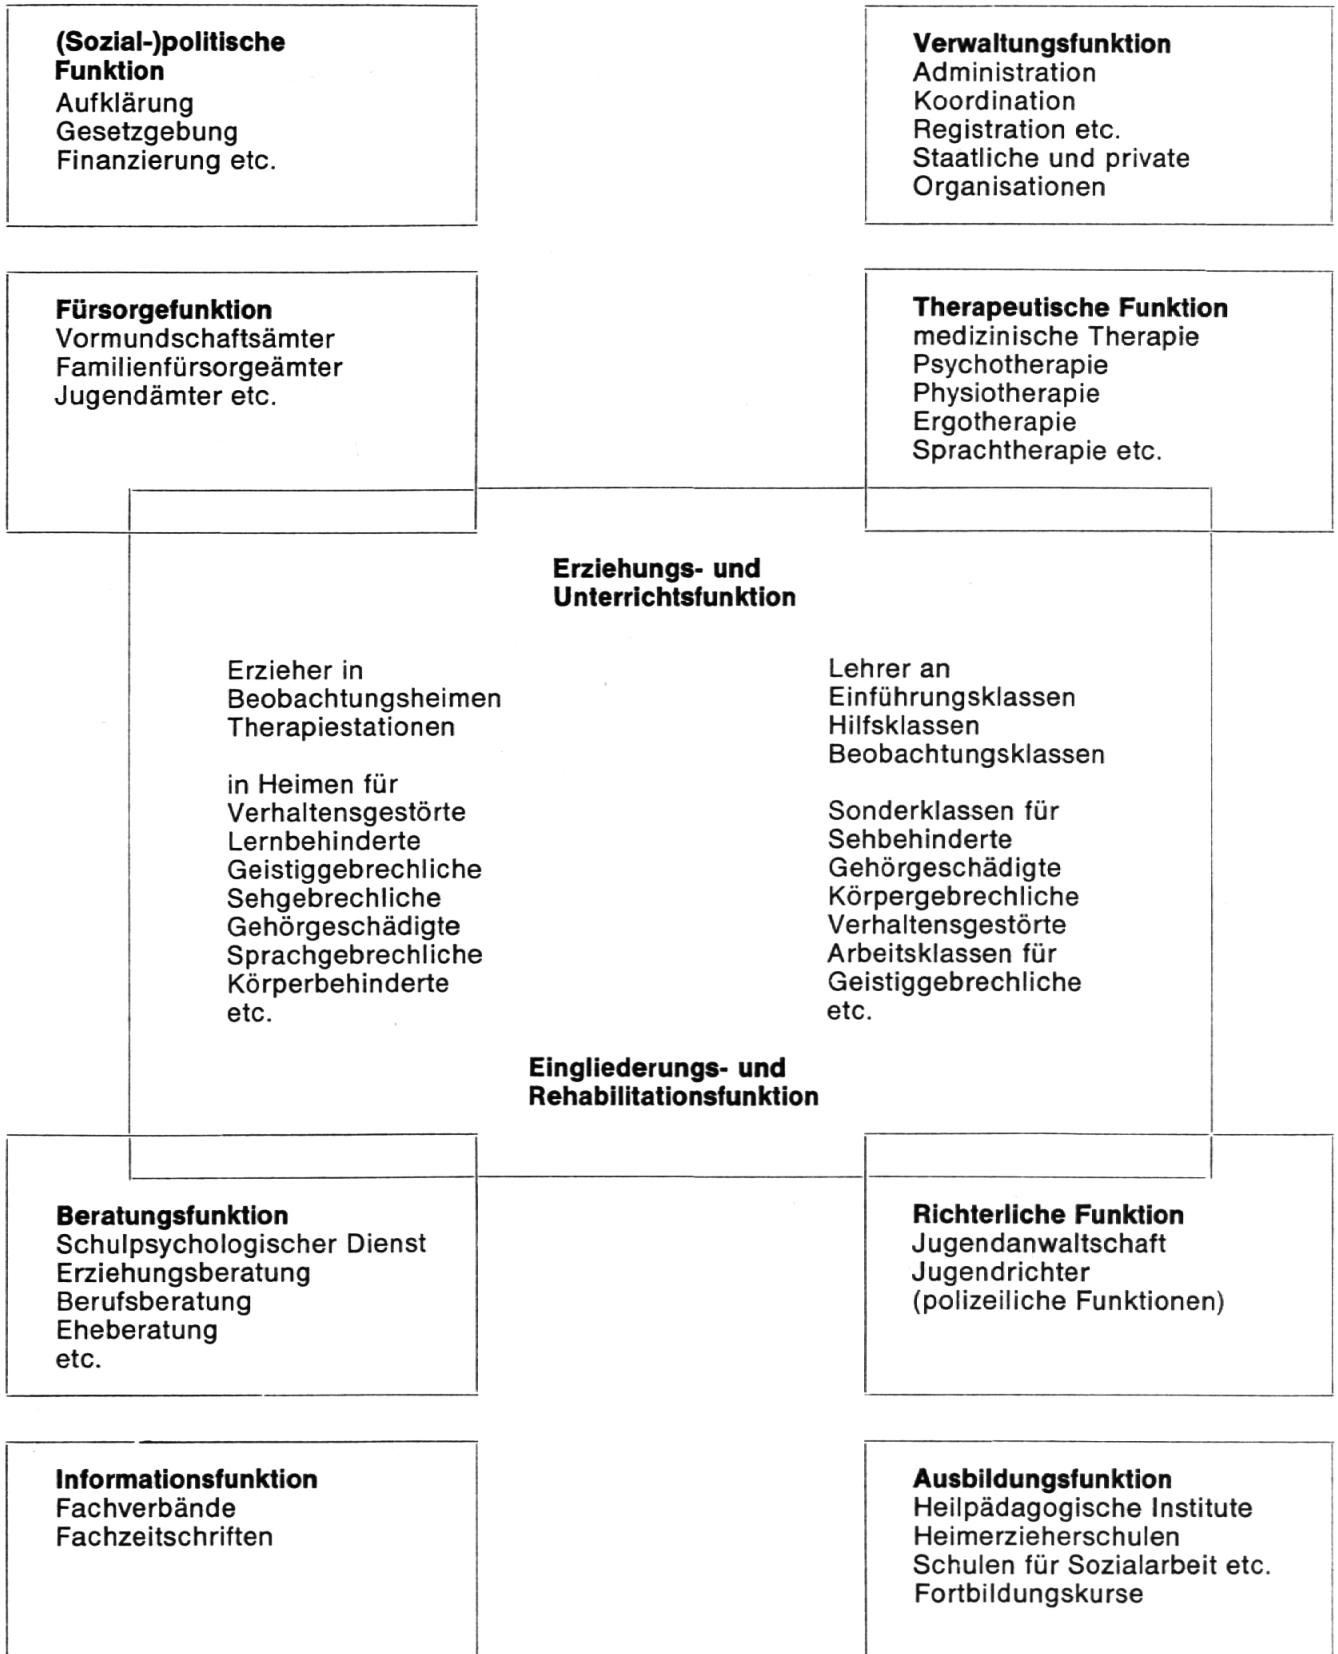 (Sozial-)politische
Funktion
Aufklärung
Gesetzgebung
Finanzierung etc.
Verwaltungsfunktion
Administration
Koordination
Registration etc.
Staatliche und private
Organisationen
Fürsorgefunktion
Vormundschaftsämter
Familienfürsorgeämter
Jugendämter etc.
Therapeutische Funktion
medizinische Therapie
Psychotherapie
Physiotherapie
Ergotherapie
Sprachtherapie etc.
Erziehungs- und
Unterrichtsfunktion
Erzieher in
Beobachtungsheimen
Therapiestationen
in Heimen für
Verhaltensgestörte
Lernbehinderte
Geistiggebrechliche
Sehgebrechliche
Gehörgeschädigte
Sprachgebrechliche
Körperbehinderte
etc.
Lehrer an
Einführungsklassen
Hilfsklassen
Beobachtungsklassen
Sonderklassen für
Sehbehinderte
Gehörgeschädigte
Körpergebrechliche
Verhaltensgestörte
Arbeitsklassen für
Geistiggebrechliche
etc.
Eingliederungs- und
Rehabilitationsfunktion
Beratungsfunktion
Schulpsychologischer Dienst
Erziehungsberatung
Berufsberatung
Eheberatung
etc.
Richterliche Funktion
Jugendanwaltschaft
Jugendrichter
(polizeiliche Funktionen)
Informationsfunktion
Fachverbände
Fachzeitschriften
Ausbildungsfunktion
Heilpädagogische Institute
Heimerzieherschulen
Schulen für Sozialarbeit etc.
Fortbildungskurse